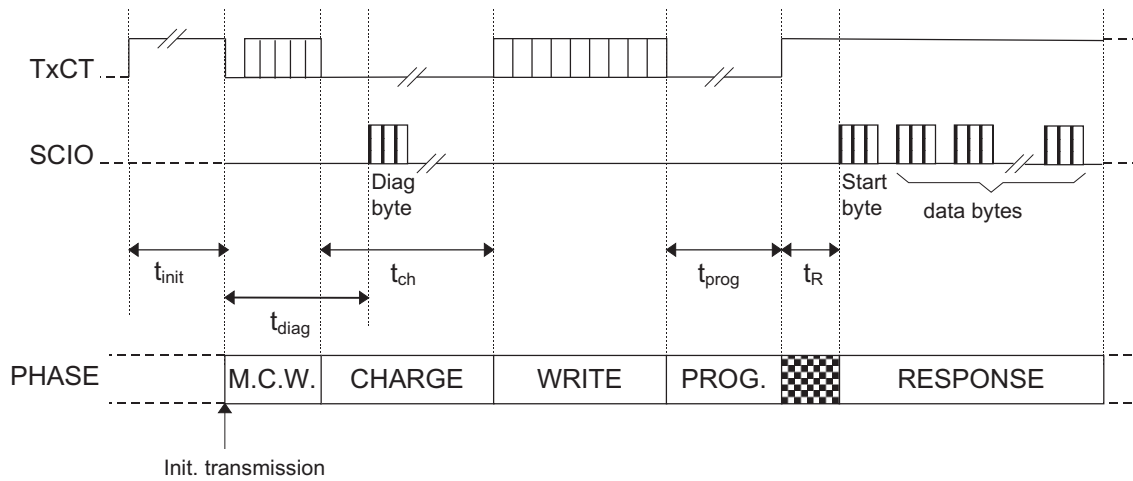 TxCT
SCIO
Diag
byte
Start
byte
data bytes
tinit
tch
tprog
tR
tdiag
PHASE
M.C.W.
CHARGE
WRITE
PROG.
RESPONSE
Init. transmission